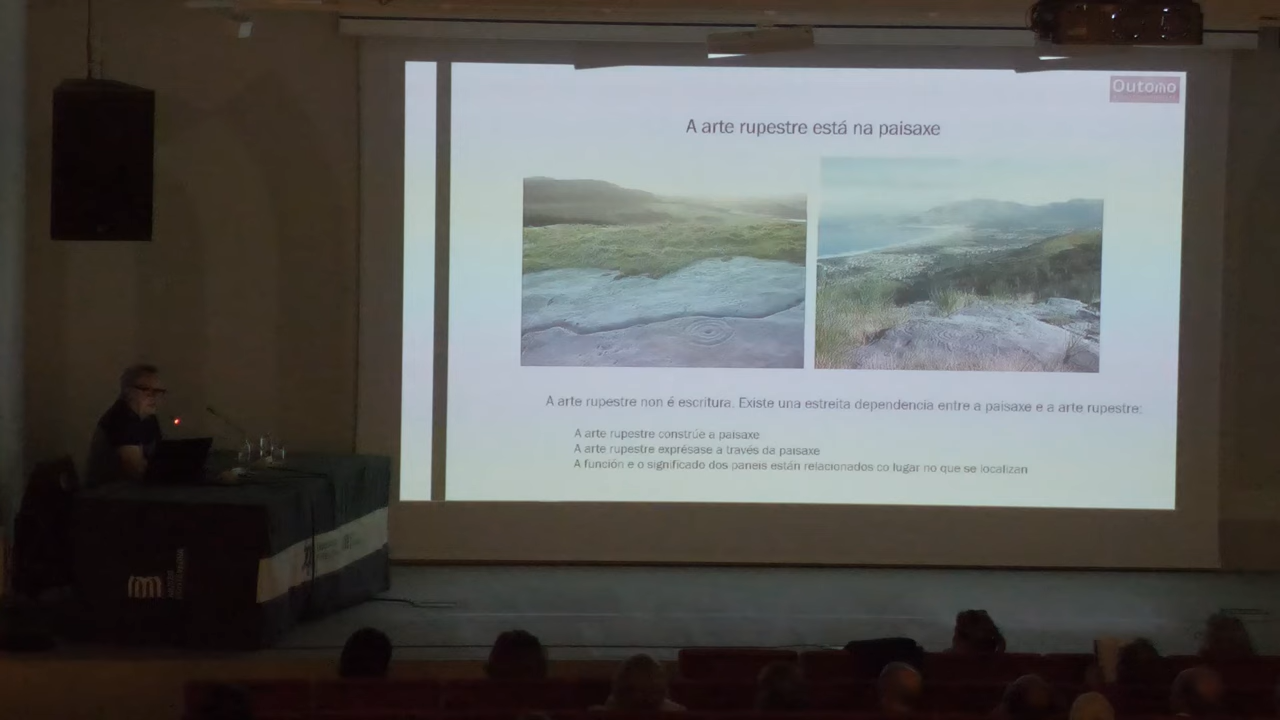 Outono
A arte rupestre está na paisaxe
A arte rupestre non é escritura. Existe una estreita dependencia entre a paisaxe e a arte rupestre:
A arte rupestre constrúe a paisaxe
A arte rupestre exprésase a través da paisaxe
A función e o significado dos paneis están relacionados co lugar no que se localizan